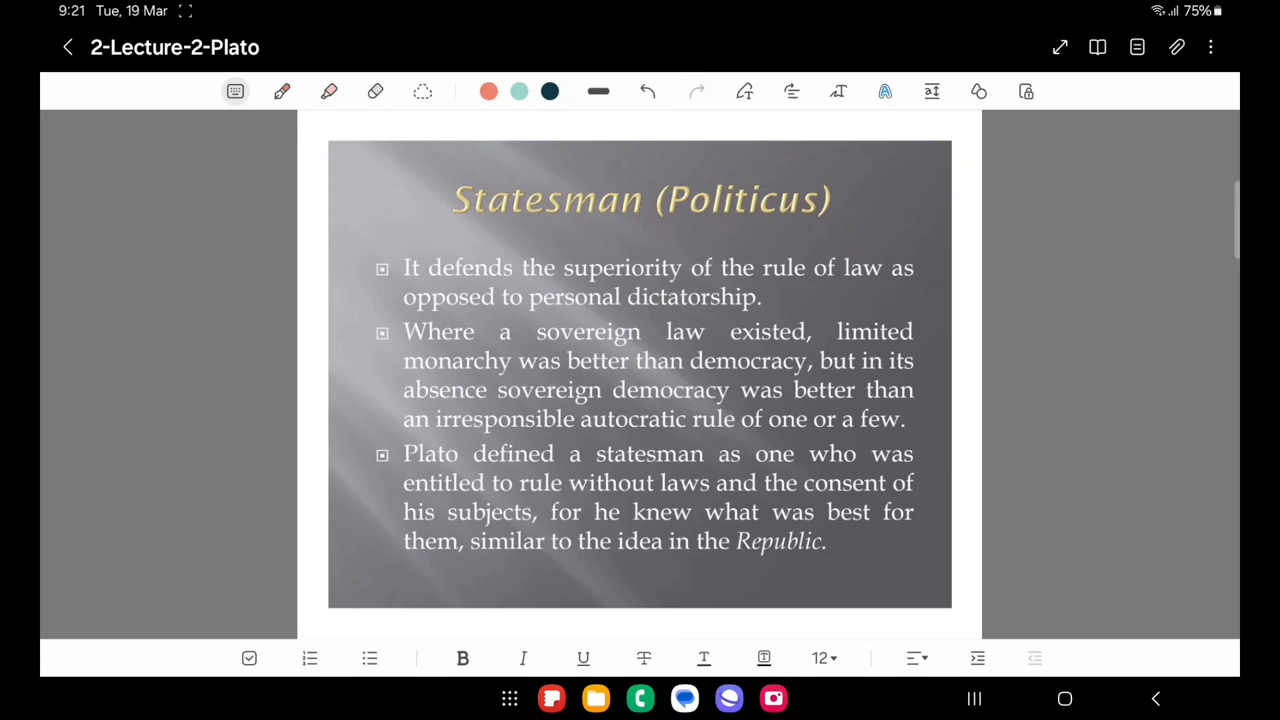 9:21 Tue, 19 Mar 75%
2-Lecture-2-Plato
Statesman (Politicus)
It defends the superiority of the rule of law as
opposed to personal dictatorship.
Where a sovereign law existed, limited
monarchy was better than democracy, but in its
absence sovereign democracy was better than
an irresponsible autocratic rule of one or a few.
Plato defined a statesman as one who was
entitled to rule without laws and the consent of
his subjects, for he knew what was best for
them, similar to the idea in the Republic.
B I U T T T 12